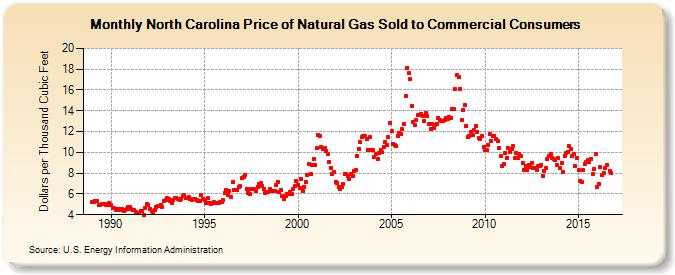 Monthly North Carolina Price of Natural Gas Sold to Commercial Consumers
Dollars per Thousand Cubic Feet
20
18
16
14
12
10
8
6
4
1990 1995 2000 2005 2010 2015
Source: U.S. Energy Information Administration